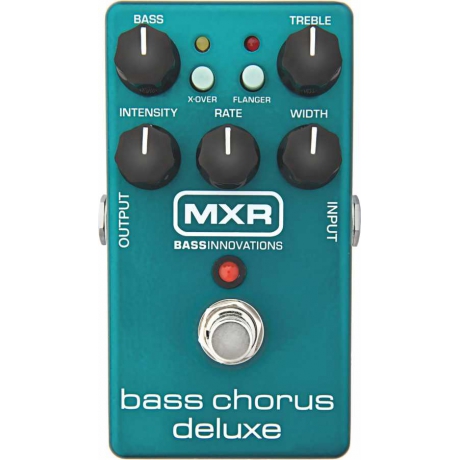 BASS
TREBLE
X-OVER
FLANGER
INTENSITY
RATE
WIDTH
OUTPUT
INPUT
MXR
BASSINNOVATIONS
bass chorus
deluxe